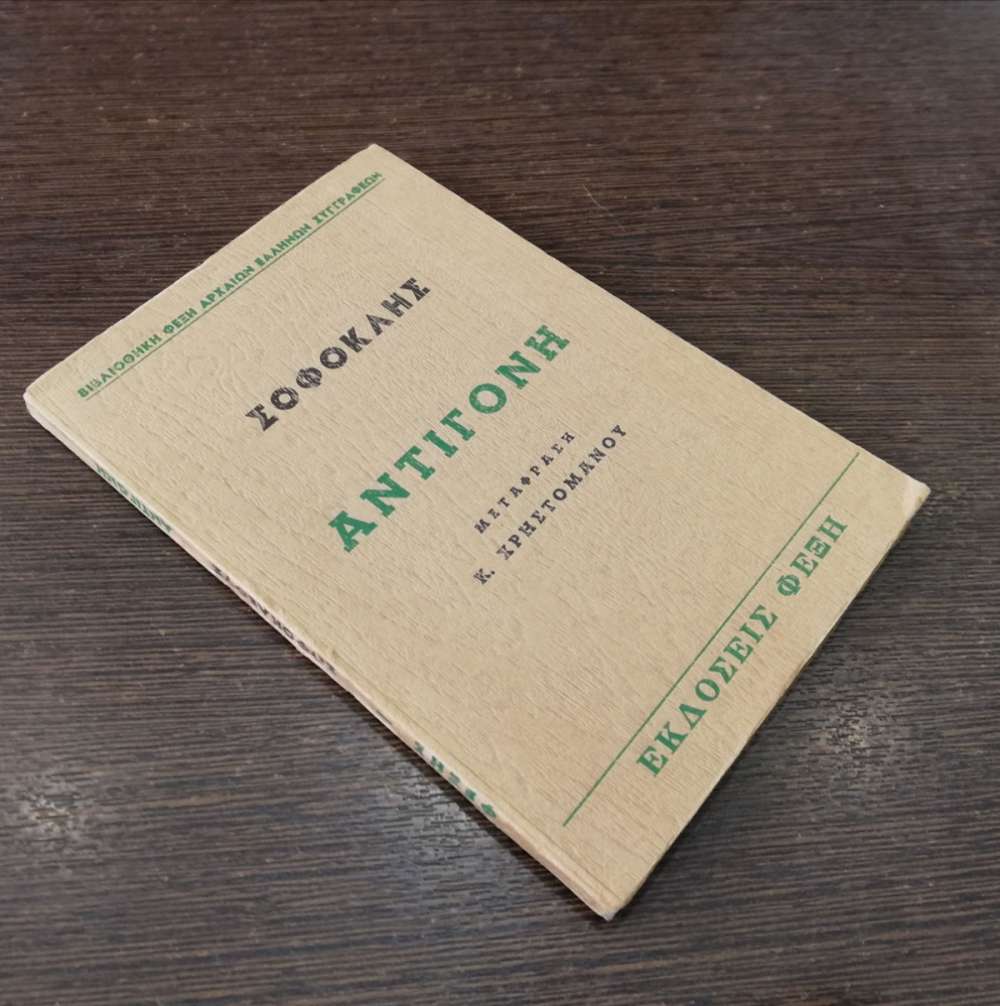 ΒΙΒΛΙΟΘΗΚΗ ΦΕΞΗ ΑΡΧΑΙΩΝ ΕΛΛΗΝΩΝ ΣΥΓΓΡΑΦΕΩΝ
ΣΟΦΟΚΛΗΣ
ΑΝΤΙΓΟΝΗ
ΜΕΤΑΦΡΑΣΗ
Κ. ΧΡΗΣΤΟΜΑΝΟΥ
ΕΚΔΟΣΕΙΣ ΦΕΞΗ